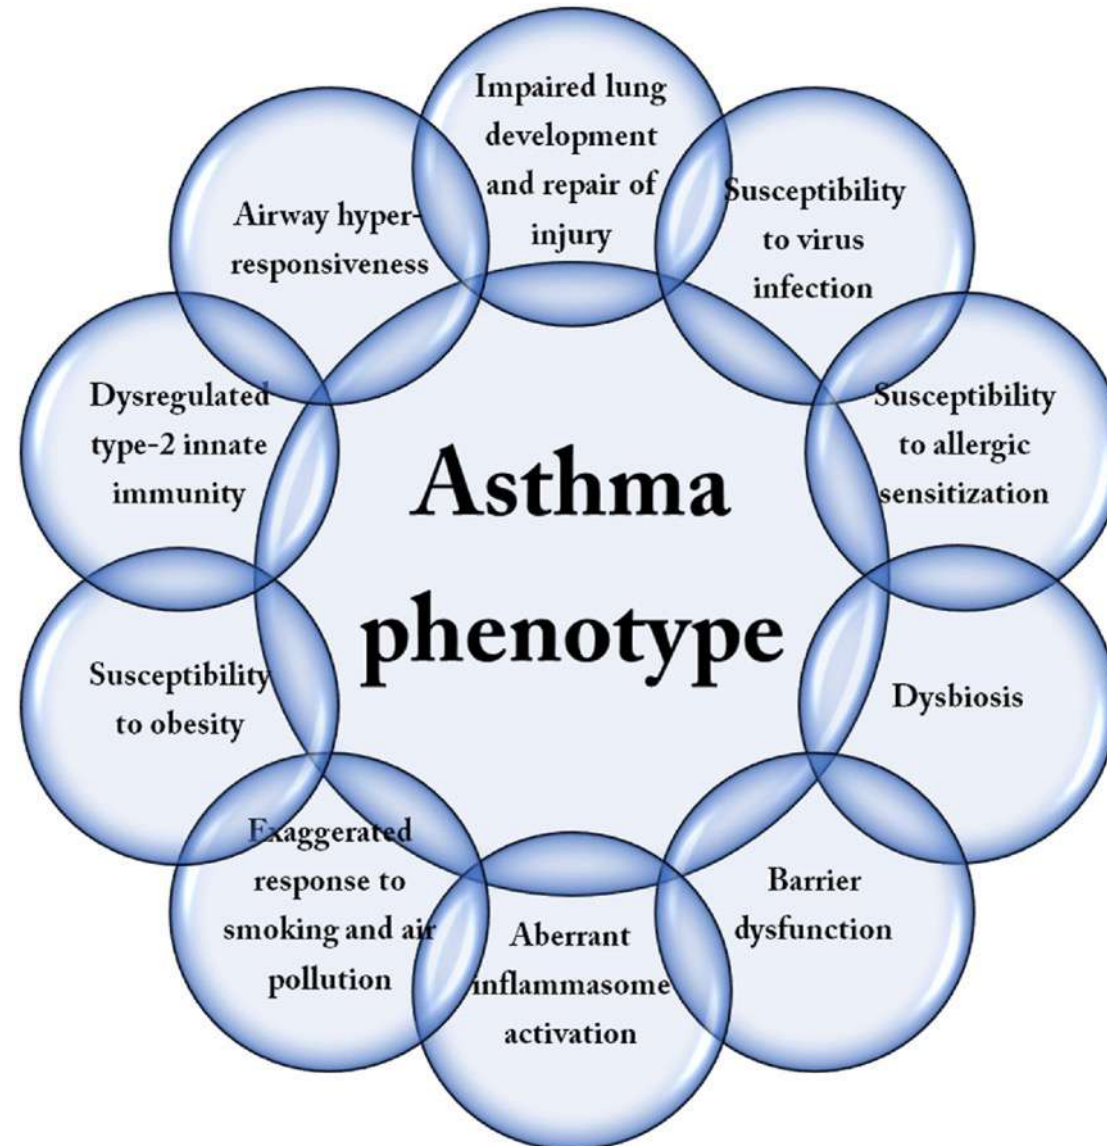 Impaired lung
development
and repair of
injury
Susceptibility
to virus
infection
Susceptibility
to allergic
sensitization
Dysbiosis
Barrier
dysfunction
Aberrant
inflammasome
activation
Exaggerated
response to
smoking and air
pollution
Susceptibility
to obesity
Dysregulated
type-2 innate
immunity
Airway hyper-
responsiveness
Asthma
phenotype